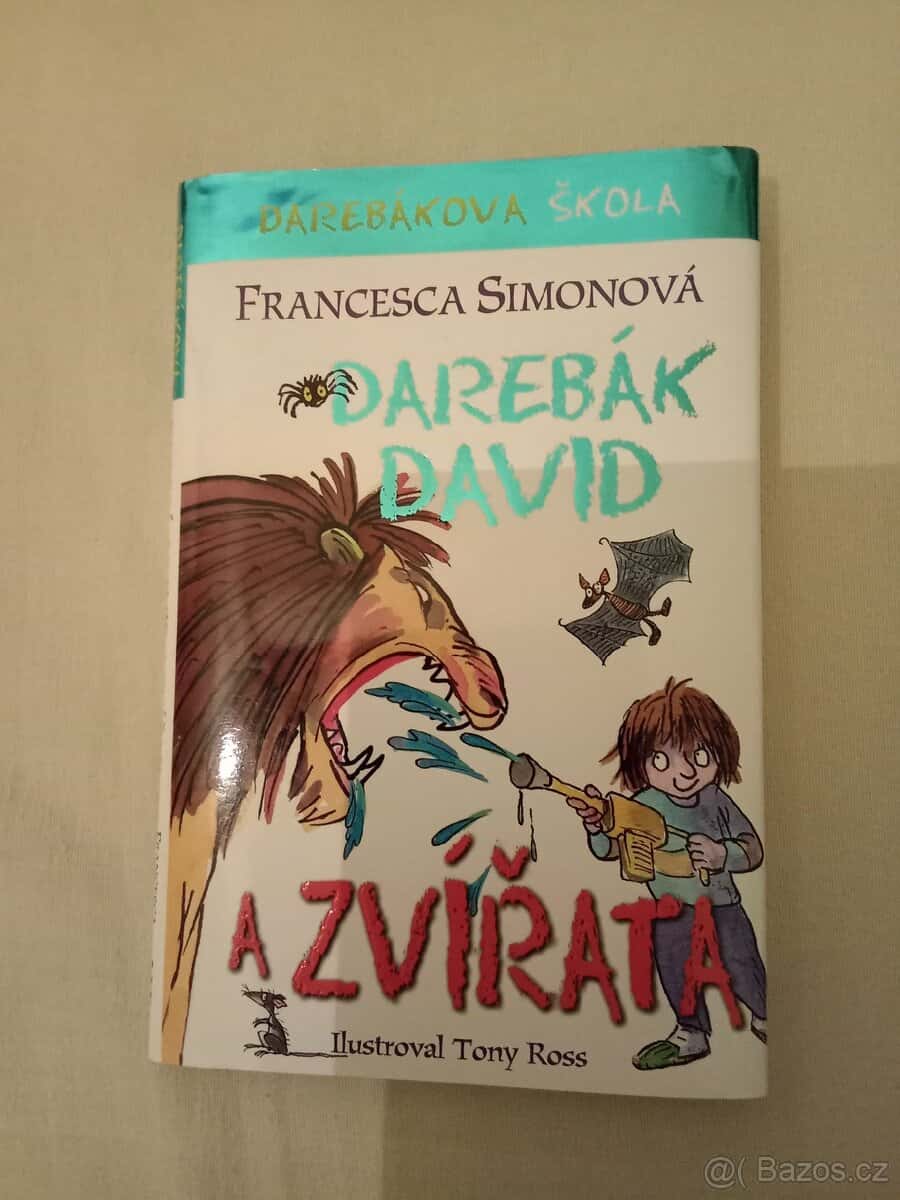 DAREBÁKOVA ŠKOLA
FRANCESCA SIMONOVÁ
DAREBÁK
DAVID
A ZVÍŘATA
Ilustroval Tony Ross
@( Bazos.cz